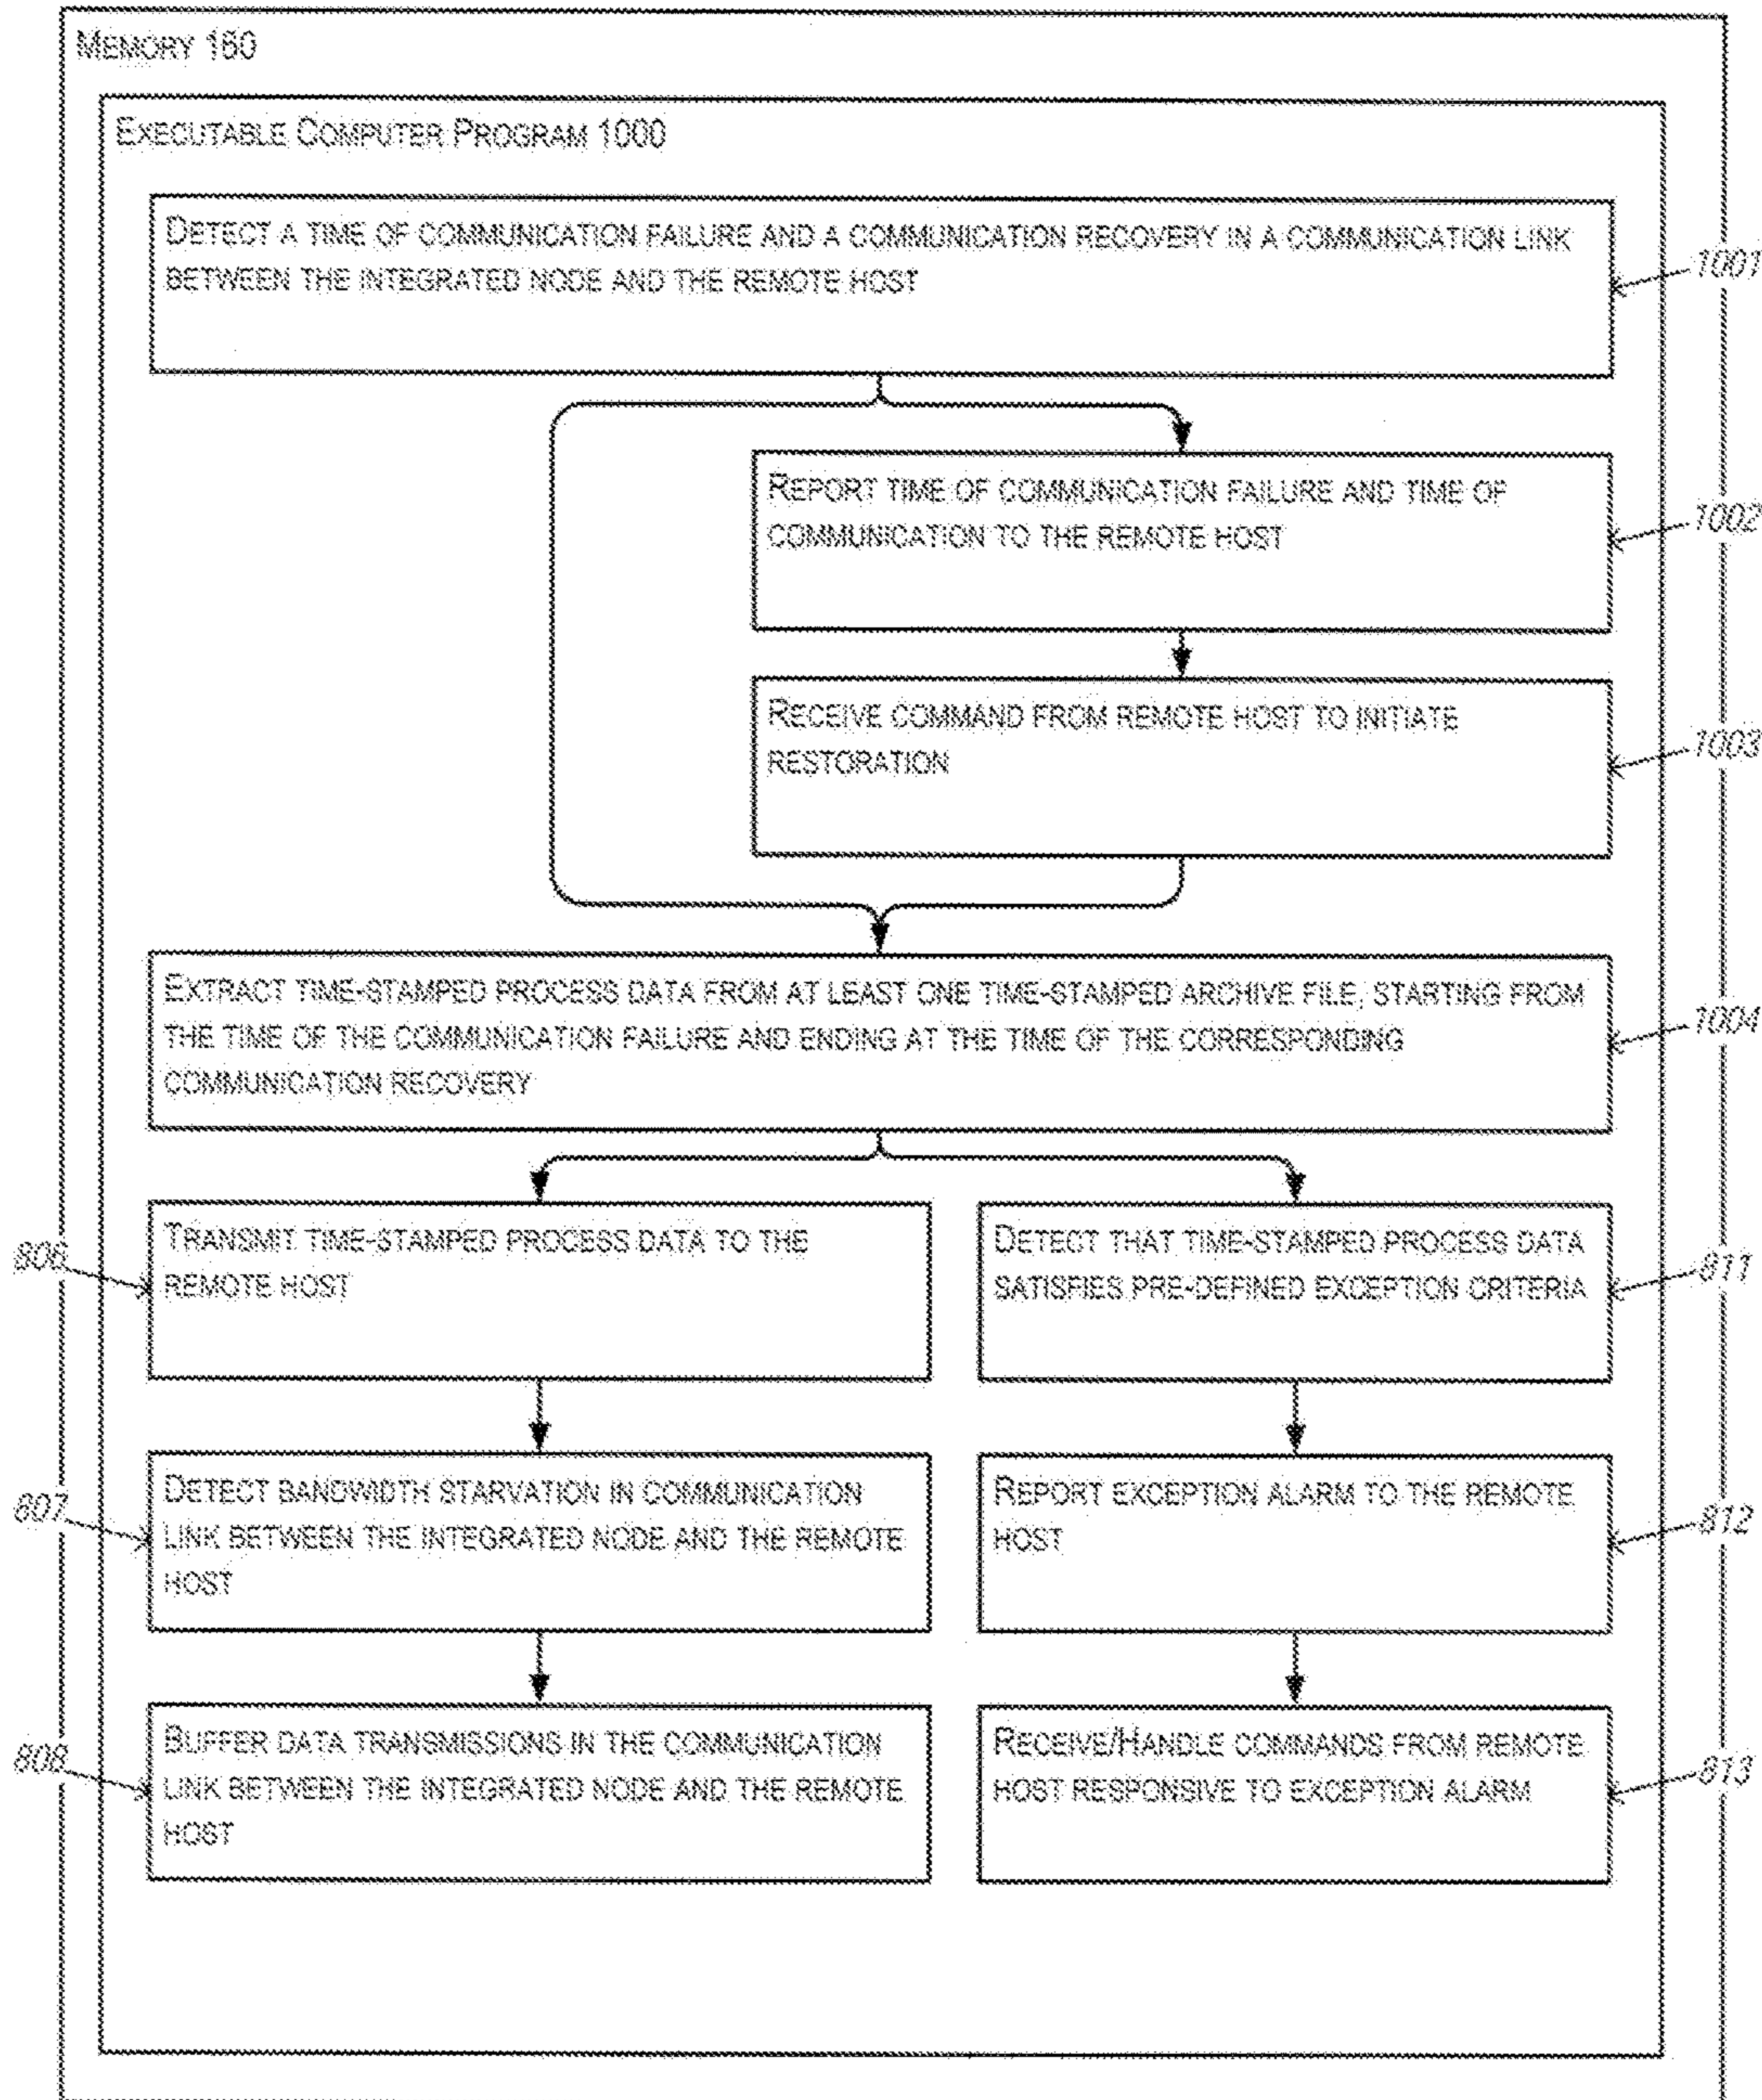 MEMORY 160
EXECUTABLE COMPUTER PROGRAM 1000
DETECT A TIME OF COMMUNICATION FAILURE AND A COMMUNICATION RECOVERY IN A COMMUNICATION LINK
BETWEEN THE INTEGRATED NODE AND THE REMOTE HOST
1001
REPORT TIME OF COMMUNICATION FAILURE AND TIME OF
COMMUNICATION TO THE REMOTE HOST
1002
RECEIVE COMMAND FROM REMOTE HOST TO INITIATE
RESTORATION
1003
EXTRACT TIME-STAMPED PROCESS DATA FROM AT LEAST ONE TIME-STAMPED ARCHIVE FILE, STARTING FROM
THE TIME OF THE COMMUNICATION FAILURE AND ENDING AT THE TIME OF THE CORRESPONDING
COMMUNICATION RECOVERY
1004
806
TRANSMIT TIME-STAMPED PROCESS DATA TO THE
REMOTE HOST
DETECT THAT TIME-STAMPED PROCESS DATA
SATISFIES PRE-DEFINED EXCEPTION CRITERIA
811
807
DETECT BANDWIDTH STARVATION IN COMMUNICATION
LINK BETWEEN THE INTEGRATED NODE AND THE REMOTE
HOST
REPORT EXCEPTION ALARM TO THE REMOTE
HOST
812
808
BUFFER DATA TRANSMISSIONS IN THE COMMUNICATION
LINK BETWEEN THE INTEGRATED NODE AND THE REMOTE
HOST
RECEIVE/HANDLE COMMANDS FROM REMOTE
HOST RESPONSIVE TO EXCEPTION ALARM
813